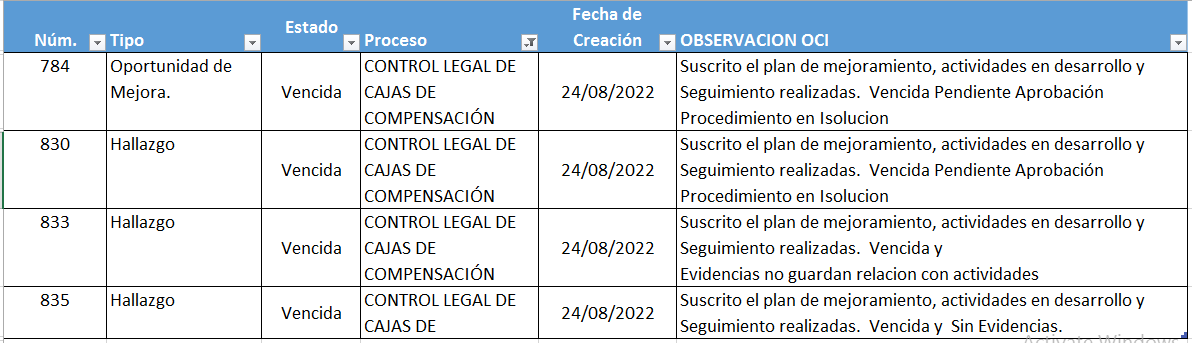 Núm. Tipo Estado Proceso Fecha de Creación OBSERVACION OCI
784 Oportunidad de Mejora. Vencida CONTROL LEGAL DE CAJAS DE COMPENSACIÓN 24/08/2022 Suscrito el plan de mejoramiento, actividades en desarrollo y
Seguimiento realizadas.  Vencida Pendiente Aprobación
Procedimiento en Isolucion
830 Hallazgo Vencida CONTROL LEGAL DE CAJAS DE COMPENSACIÓN 24/08/2022 Suscrito el plan de mejoramiento, actividades en desarrollo y
Seguimiento realizadas.  Vencida Pendiente Aprobación
Procedimiento en Isolucion
833 Hallazgo Vencida CONTROL LEGAL DE CAJAS DE COMPENSACIÓN 24/08/2022 Suscrito el plan de mejoramiento, actividades en desarrollo y
Seguimiento realizadas.  Vencida y
Evidencias no guardan relacion con actividades
835 Hallazgo Vencida CONTROL LEGAL DE CAJAS DE 24/08/2022 Suscrito el plan de mejoramiento, actividades en desarrollo y
Seguimiento realizadas.  Vencida y  Sin Evidencias.
Activate Windows